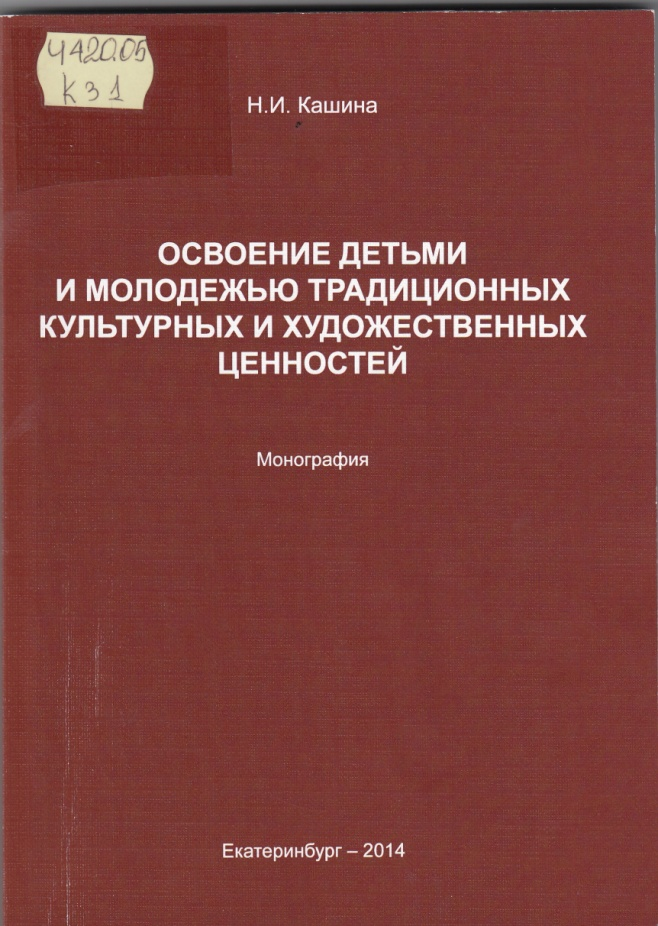 Ч420.05
К31
Н.И. Кашина
ОСВОЕНИЕ ДЕТЬМИ
И МОЛОДЕЖЬЮ ТРАДИЦИОННЫХ
КУЛЬТУРНЫХ И ХУДОЖЕСТВЕННЫХ
ЦЕННОСТЕЙ
Монография
Екатеринбург – 2014